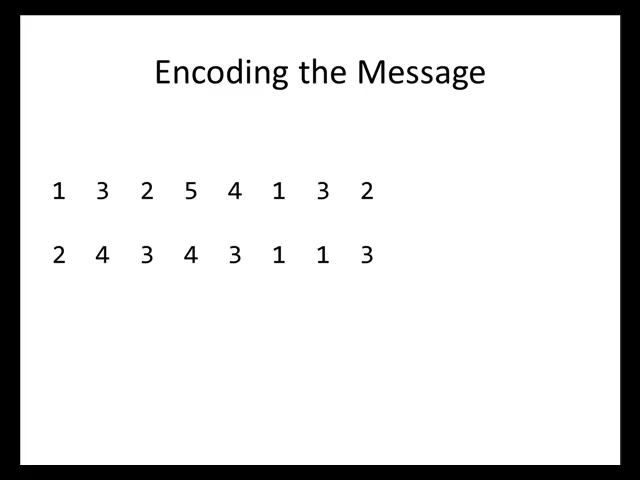 Encoding the Message
1 3 2 5 4 1 3 2
2 4 3 4 3 1 1 3